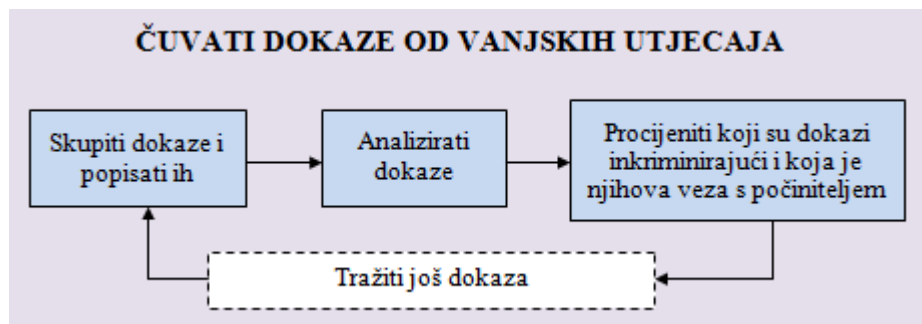 ČUVATI DOKAZE OD VANJSKIH UTJECAJA
Skupiti dokaze i
popisati ih
Analizirati
dokaze
Procijeniti koji su dokazi
inkriminirajući i koja je
njihova veza s počiniteljem
Tražiti još dokaza